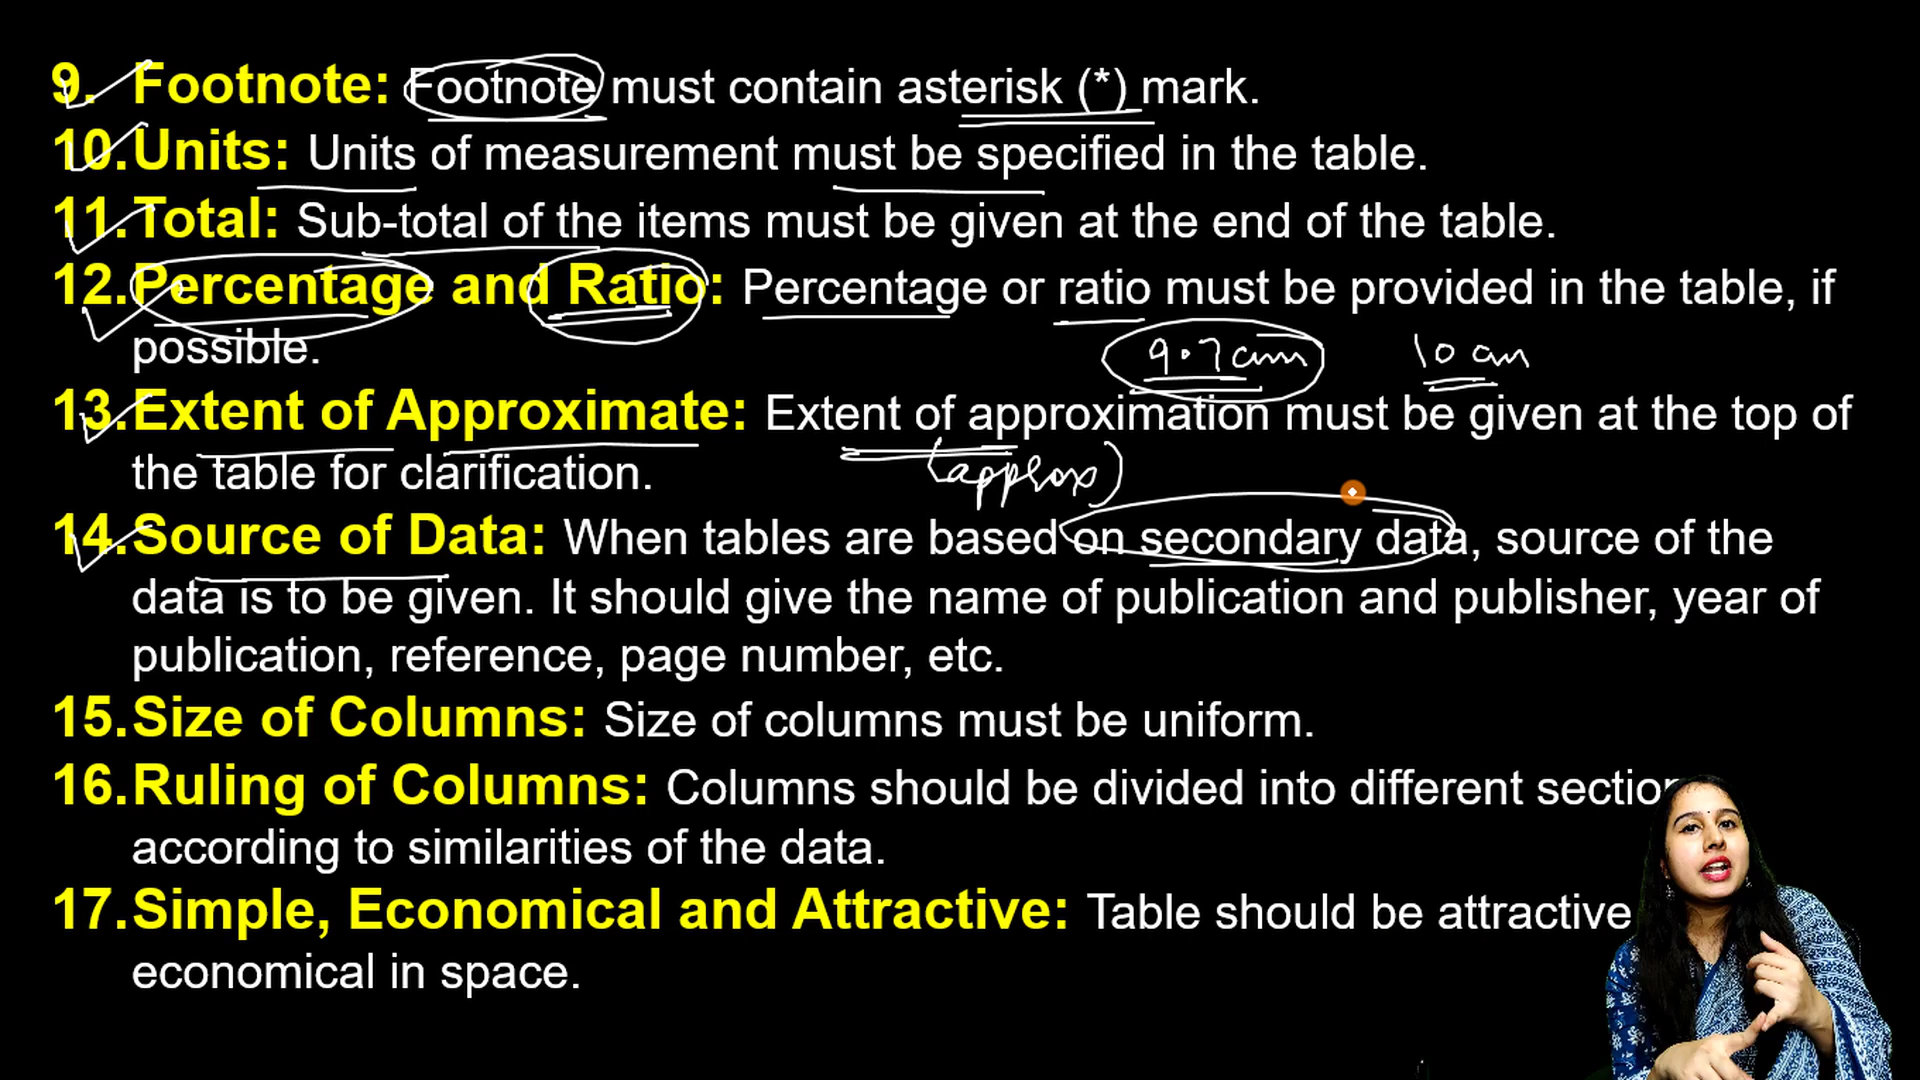 9. Footnote: Footnote must contain asterisk (*) mark.
10. Units: Units of measurement must be specified in the table.
11. Total: Sub-total of the items must be given at the end of the table.
12. Percentage and Ratio: Percentage or ratio must be provided in the table, if
possible.
9.7 cm 10 cm
13. Extent of Approximate: Extent of approximation must be given at the top of
the table for clarification. (approx)
14. Source of Data: When tables are based on secondary data, source of the
data is to be given. It should give the name of publication and publisher, year of
publication, reference, page number, etc.
15. Size of Columns: Size of columns must be uniform.
16. Ruling of Columns: Columns should be divided into different section
according to similarities of the data.
17. Simple, Economical and Attractive: Table should be attractive
economical in space.